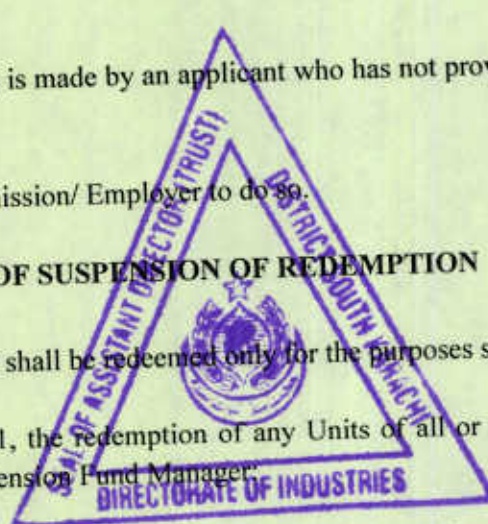 is made by an applicant who has not prov
ission/ Employer to do so.
OF SUSPENSION OF REDEMPTION
shall be redeemed only for the purposes s
, the redemption of any Units of all or
ension Fund Manager
SEAL OF ASSISTANT DIRECTOR (TRUST)
DISTRICT SOUTH KARACHI
DIRECTORATE OF INDUSTRIES